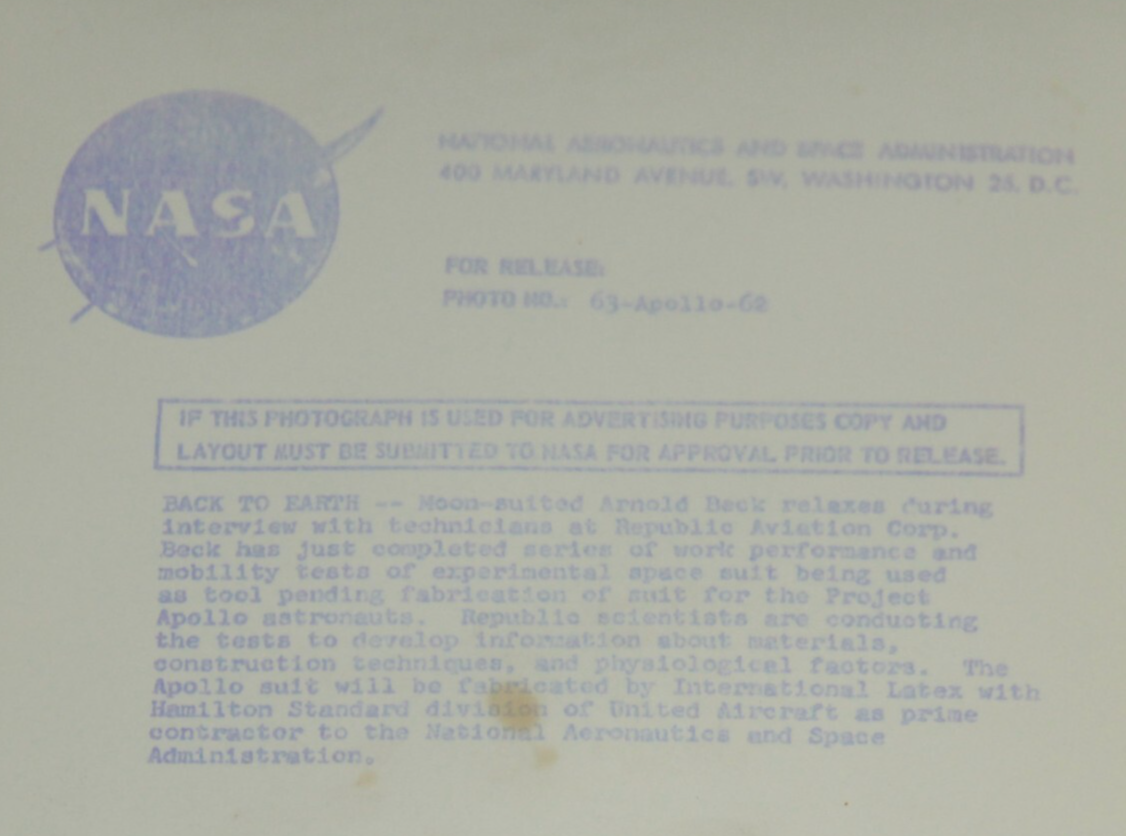 NASA
NATIONAL AERONAUTICS AND SPACE ADMINISTRATION
400 MARYLAND AVENUE, SW, WASHINGTON 25, D.C.
FOR RELEASE:
PHOTO NO.: 63-Apollo-62
IF THIS PHOTOGRAPH IS USED FOR ADVERTISING PURPOSES COPY AND
LAYOUT MUST BE SUBMITTED TO NASA FOR APPROVAL PRIOR TO RELEASE.
BACK TO EARTH -- Moon-suited Arnold Beck relaxes during
interview with technicians at Republic Aviation Corp.
Beck has just completed series of work performance and
mobility tests of experimental space suit being used
as tool pending fabrication of suit for the Project
Apollo astronauts. Republic scientists are conducting
the tests to develop information about materials,
construction techniques, and physiological factors. The
Apollo suit will be fabricated by International Latex with
Hamilton Standard division of United Aircraft as prime
contractor to the National Aeronautics and Space
Administration.